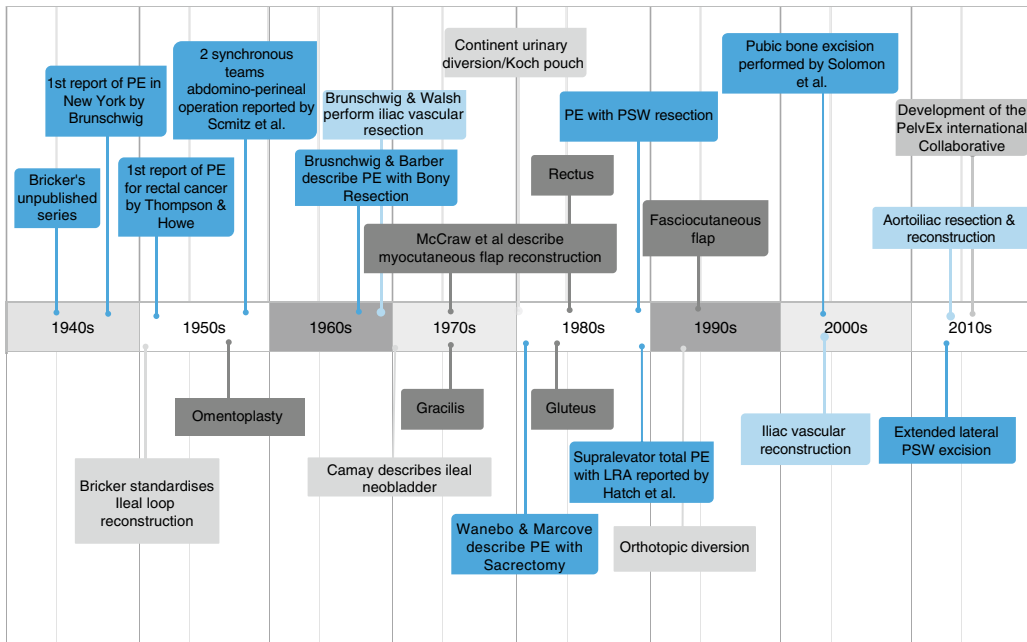 1st report of PE in
New York by
Brunschwig
2 synchronous
teams
abdomino-perineal
operation reported by
Scmitz et al.
Continent urinary
diversion/Koch pouch
Pubic bone excision
performed by Solomon
et al.
Brunschwig & Walsh
perform iliac vascular
resection
PE with PSW resection
Development of the
PelvEx international
Collaborative
Bricker's
unpublished
series
1st report of PE
for rectal cancer
by Thompson &
Howe
Brusnchwig & Barber
describe PE with Bony
Resection
Rectus
McCraw et al describe
myocutaneous flap reconstruction
Fasciocutaneous
flap
Aortoiliac resection &
reconstruction
1940s
1950s
1960s
1970s
1980s
1990s
2000s
2010s
Omentoplasty
Gracilis
Gluteus
Iliac vascular
reconstruction
Extended lateral
PSW excision
Bricker standardises
Ileal loop
reconstruction
Camay describes ileal
neobladder
Supralevator total PE
with LRA reported by
Hatch et al.
Wanebo & Marcove
describe PE with
Sacrectomy
Orthotopic diversion